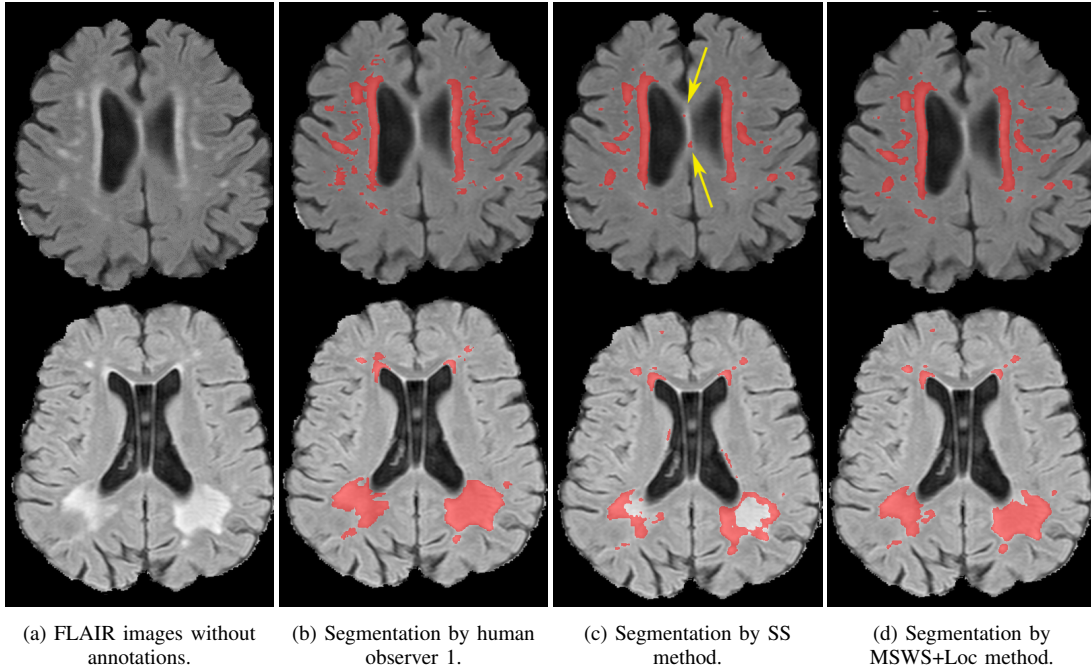 (a) FLAIR images without
annotations.
(b) Segmentation by human
observer 1.
(c) Segmentation by SS
method.
(d) Segmentation by
MSWS+Loc method.